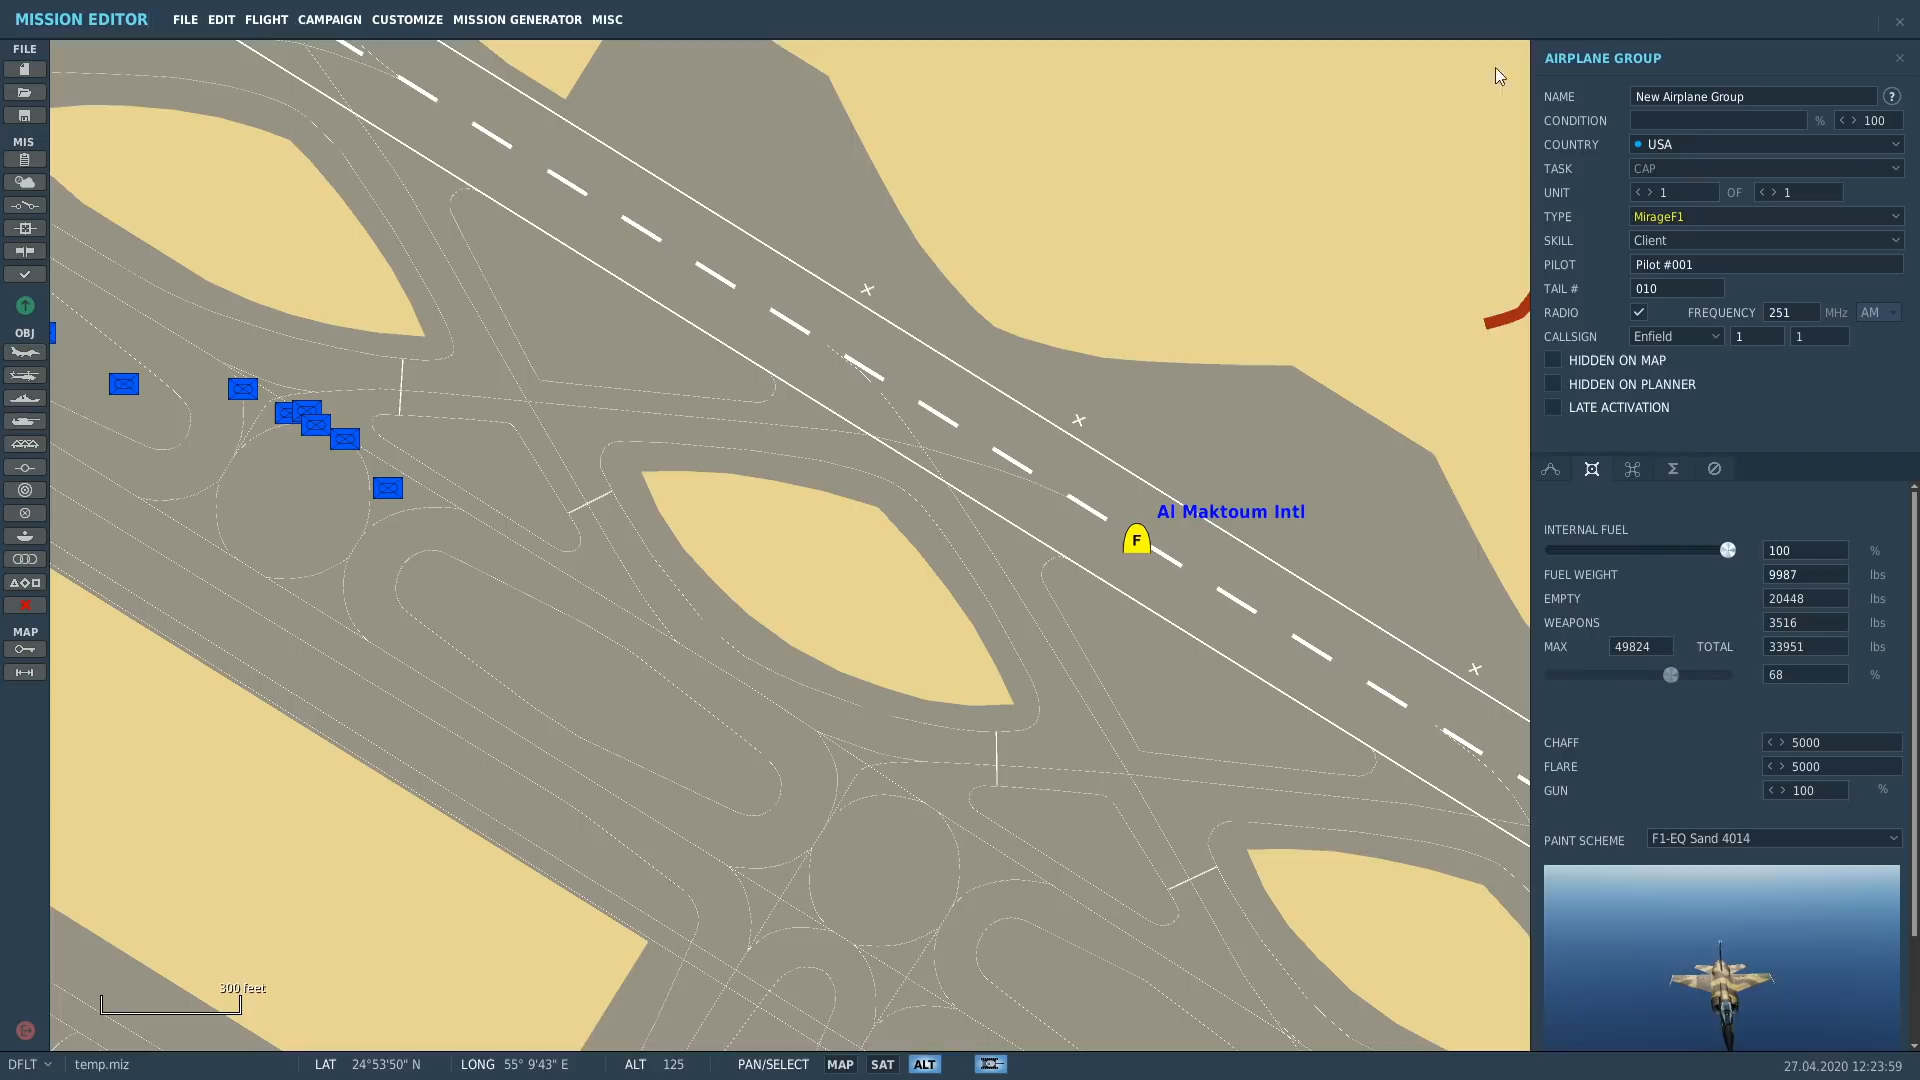 MISSION EDITOR FILE EDIT FLIGHT CAMPAIGN CUSTOMIZE MISSION GENERATOR MISC
FILE
MIS
OBJ
MAP
Al Maktoum Intl
F
300 feet
AIRPLANE GROUP
NAME New Airplane Group ?
CONDITION % < > 100
COUNTRY USA
TASK CAP
UNIT < > 1 OF < > 1
TYPE MirageF1
SKILL Client
PILOT Pilot #001
TAIL # 010
RADIO FREQUENCY 251 MHz AM
CALLSIGN Enfield 1 1
HIDDEN ON MAP
HIDDEN ON PLANNER
LATE ACTIVATION
INTERNAL FUEL
100 %
FUEL WEIGHT 9987 lbs
EMPTY 20448 lbs
WEAPONS 3516 lbs
MAX 49824 TOTAL 33951 lbs
68 %
CHAFF < > 5000
FLARE < > 5000
GUN < > 100 %
PAINT SCHEME F1-EQ Sand 4014
DFLT temp.miz LAT 24°53'50" N LONG 55° 9'43" E ALT 125 PAN/SELECT MAP SAT ALT 27.04.2020 12:23:59